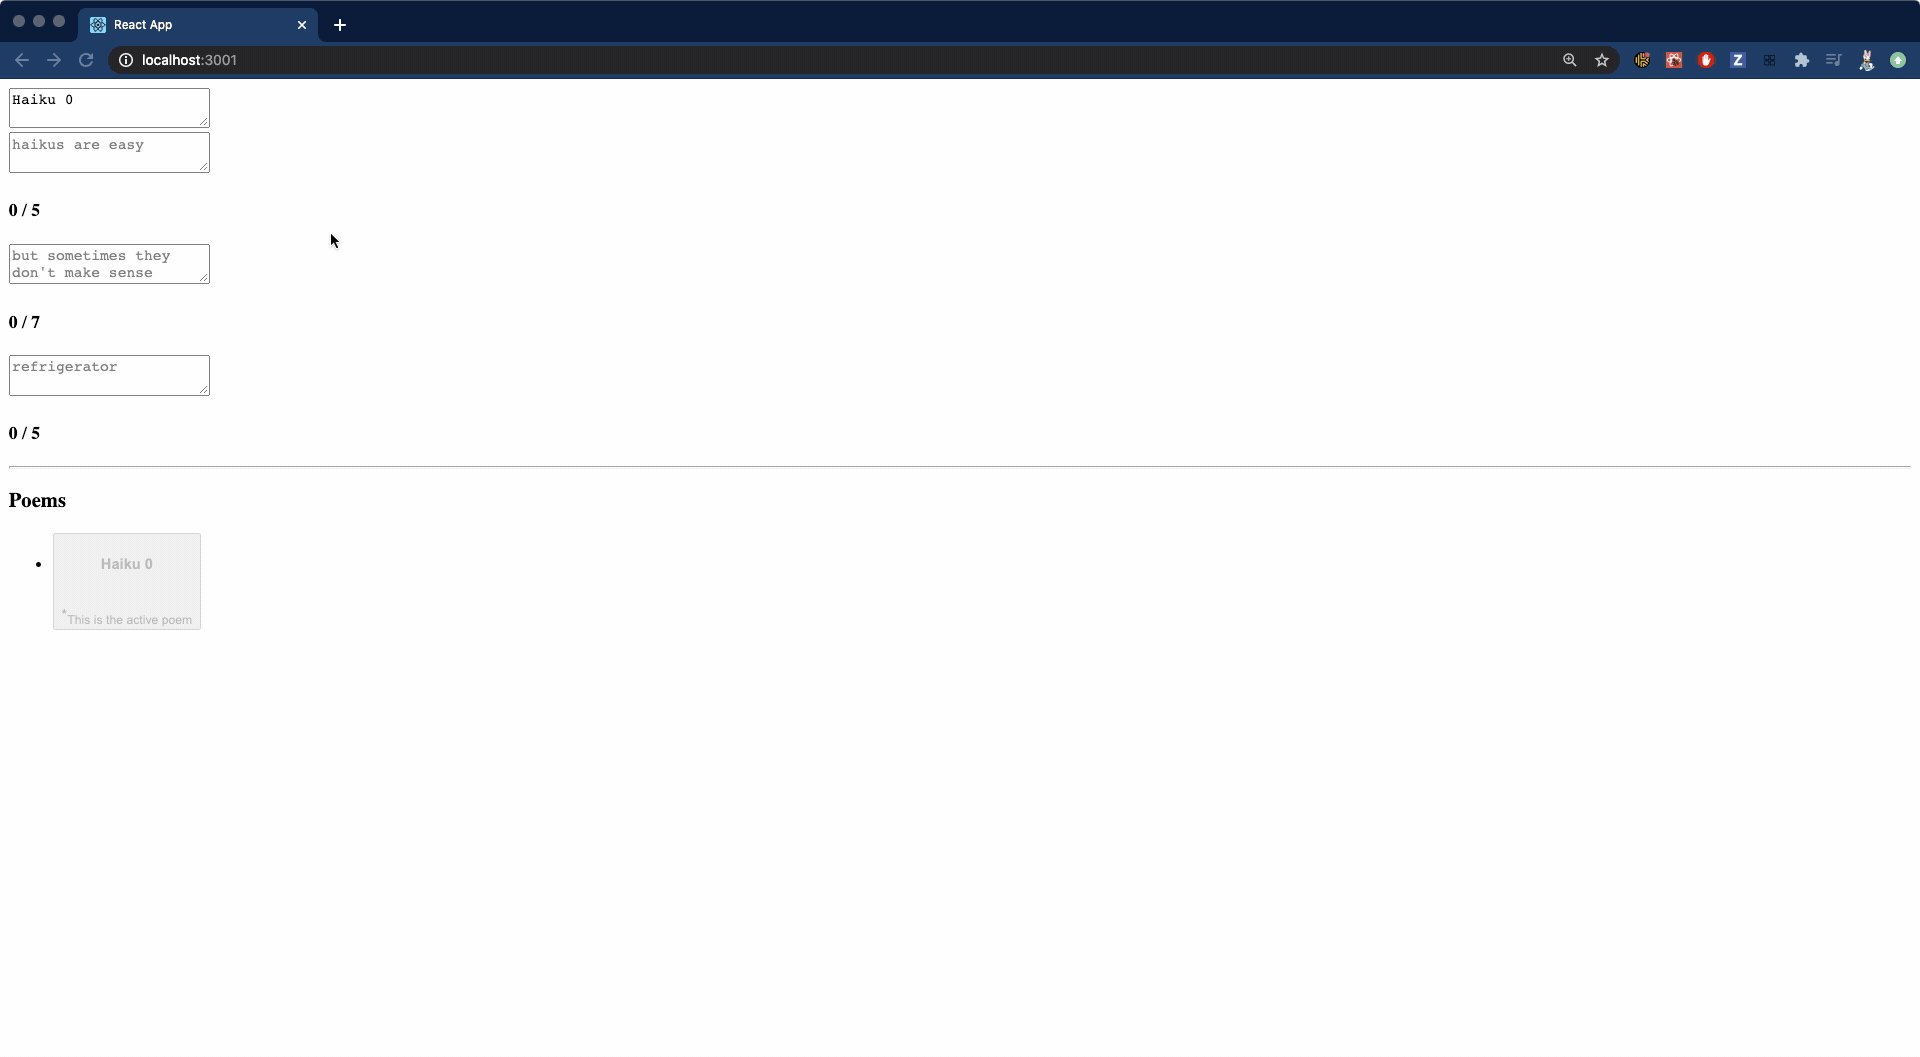 React App
localhost:3001
Haiku 0
haikus are easy
0 / 5
but sometimes they
don't make sense
0 / 7
refrigerator
0 / 5
Poems
Haiku 0
*This is the active poem